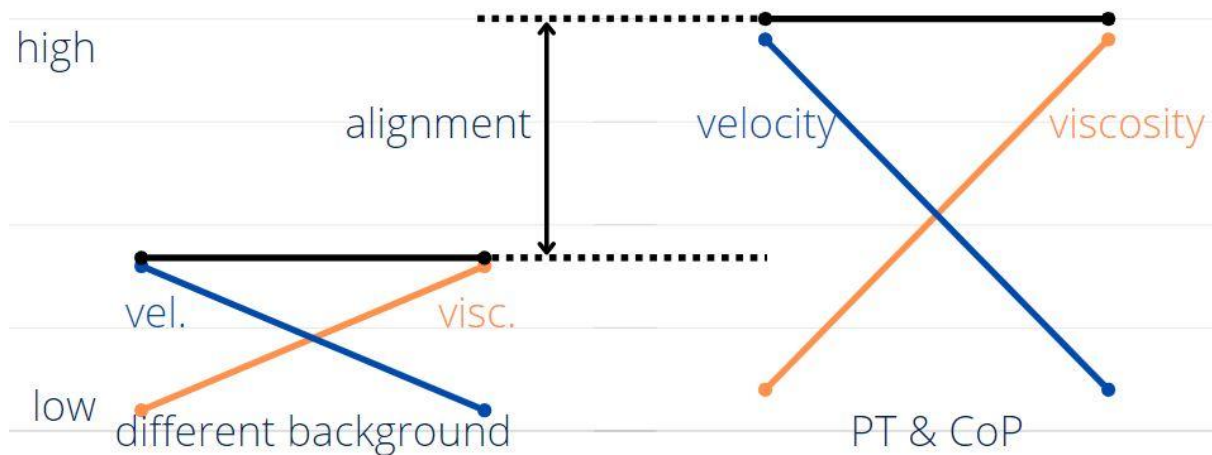 high
alignment
velocity
viscosity
vel.
visc.
low
different background
PT & CoP